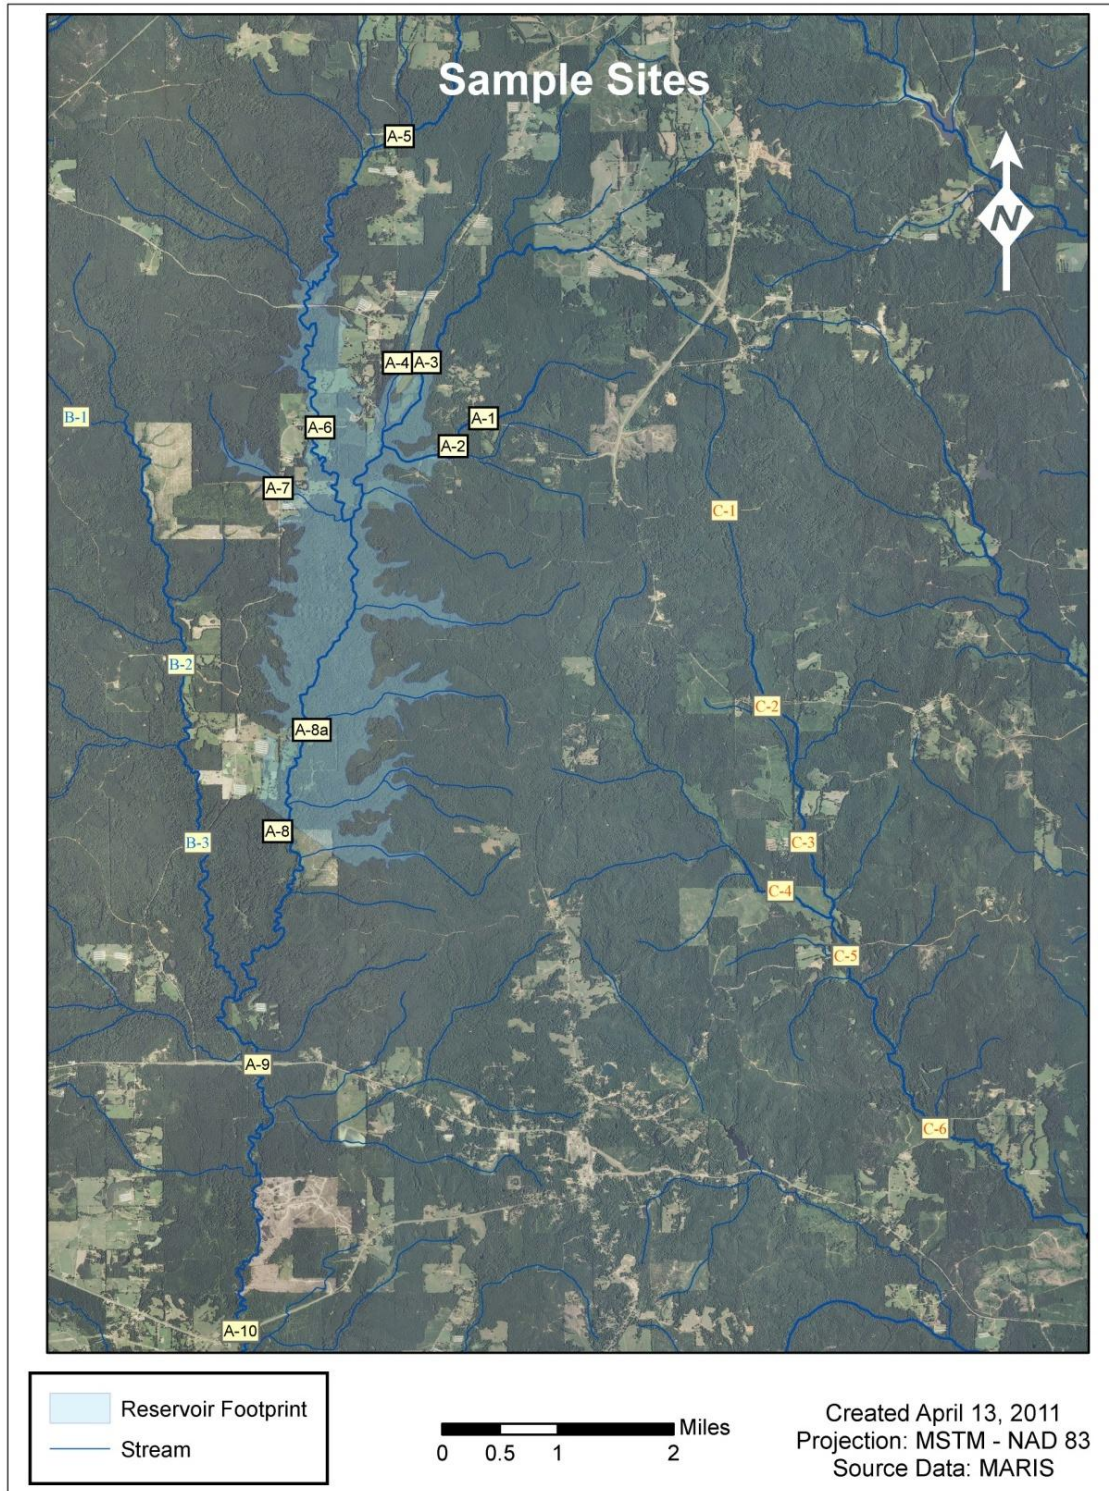 Sample Sites
A-5
N
A-4 A-3
B-1
A-1
A-6
A-2
A-7
C-1
B-2
C-2
A-8a
A-8
B-3
C-3
C-4
C-5
A-9
C-6
A-10
Reservoir Footprint
Stream
Miles
0 0.5 1 2
Created April 13, 2011
Projection: MSTM - NAD 83
Source Data: MARIS